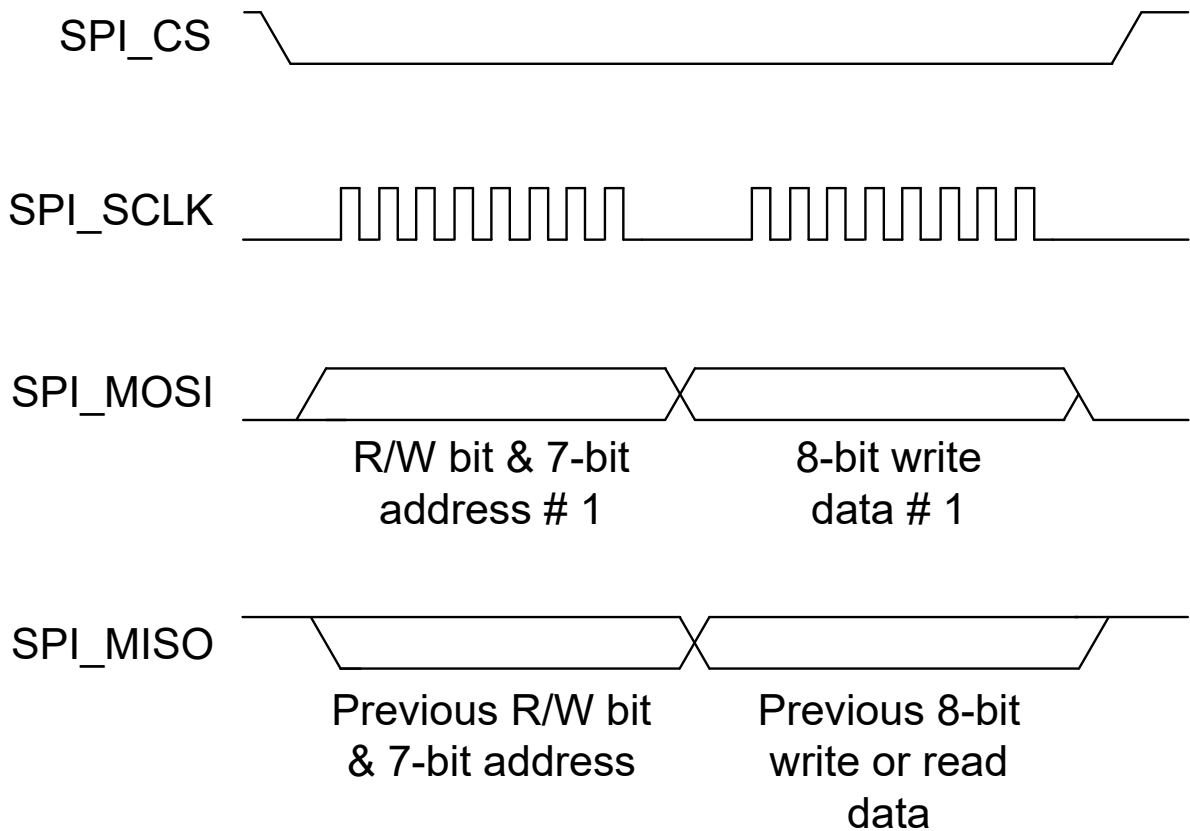 SPI_CS
SPI_SCLK
SPI_MOSI
R/W bit & 7-bit
address # 1
8-bit write
data # 1
SPI_MISO
Previous R/W bit
& 7-bit address
Previous 8-bit
write or read
data